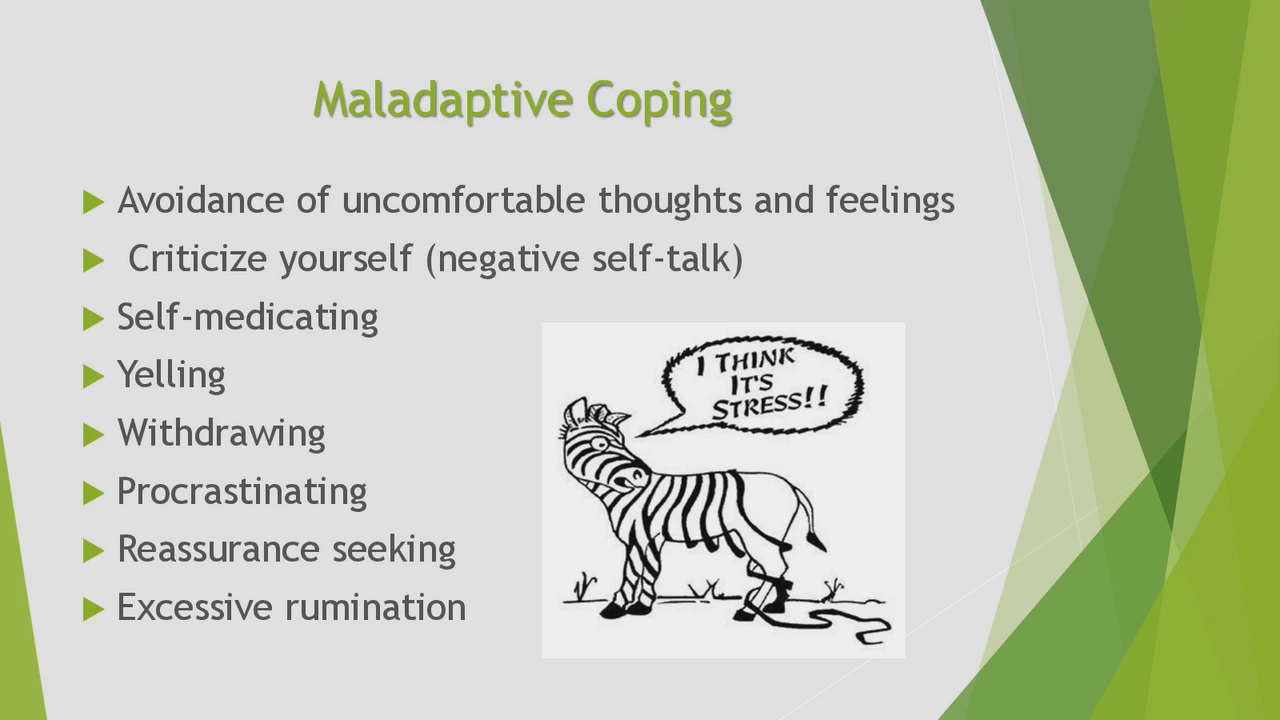 Maladaptive Coping
Avoidance of uncomfortable thoughts and feelings
Criticize yourself (negative self-talk)
Self-medicating
Yelling
Withdrawing
Procrastinating
Reassurance seeking
Excessive rumination
I THINK
IT'S
STRESS!!